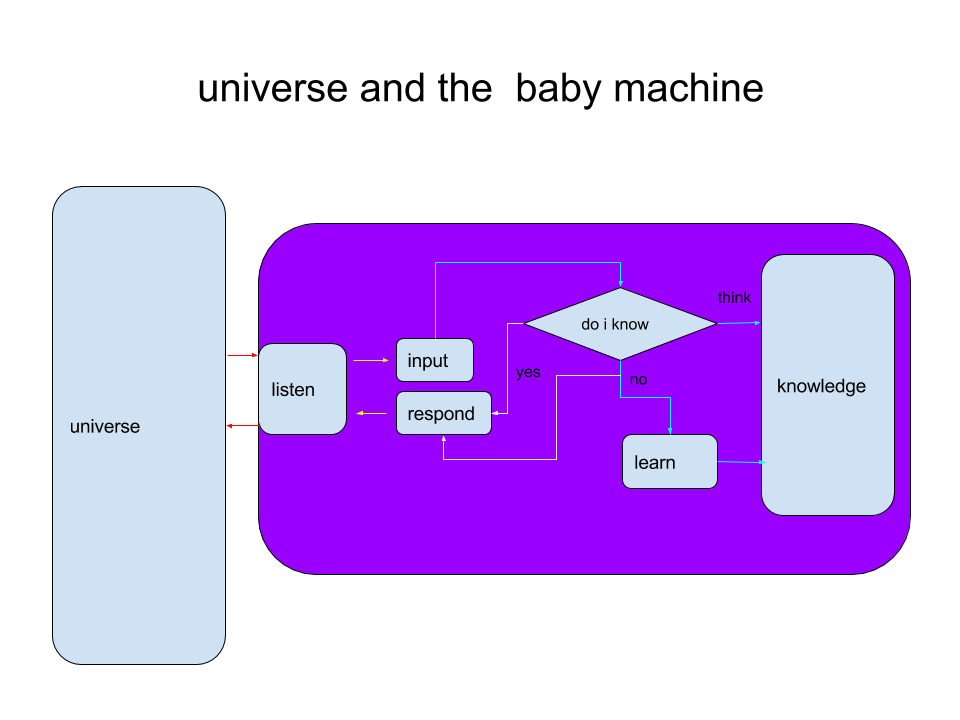 universe and the  baby machine
think
do i know
input
yes
no
knowledge
listen
respond
universe
learn